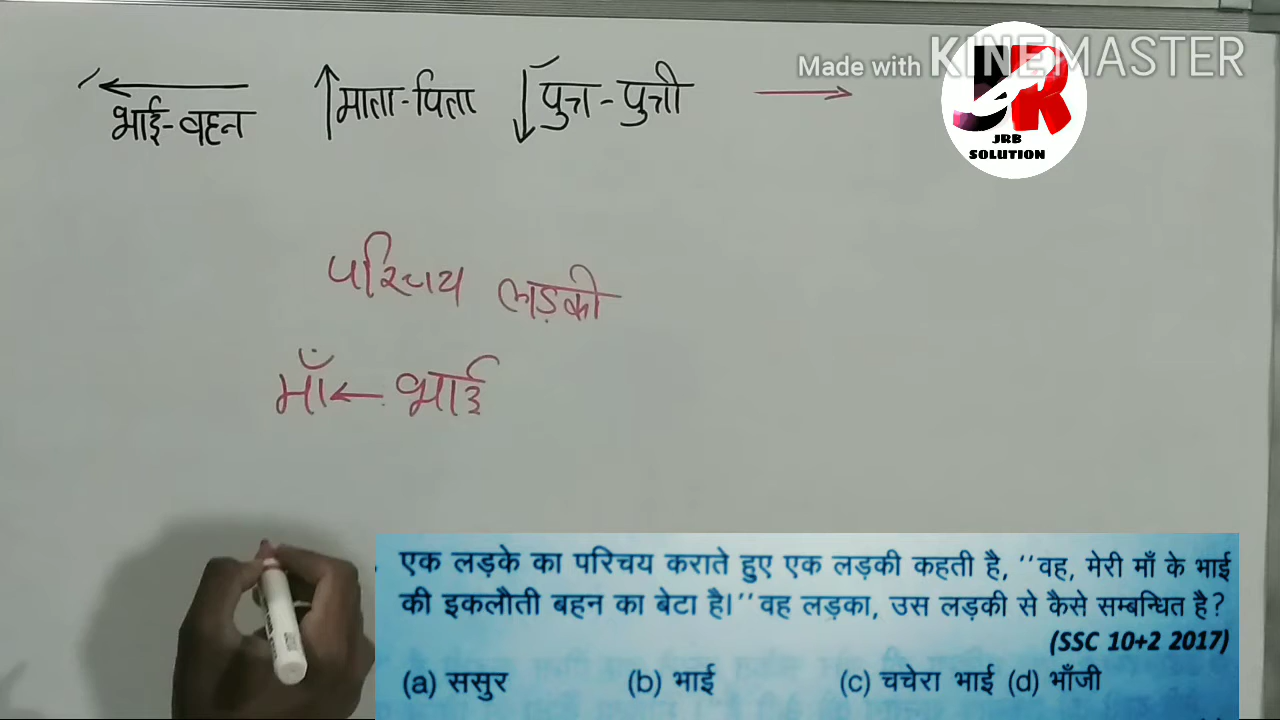 Made with KINEMASTER
JR
JRB
SOLUTION
भाई-बहन माता-पिता पुत्र-पुत्री
परिचय लड़की
माँ ← भाई
एक लड़के का परिचय कराते हुए एक लड़की कहती है, ''वह, मेरी माँ के भाई
की इकलौती बहन का बेटा है।'' वह लड़का, उस लड़की से कैसे सम्बन्धित है?
(SSC 10+2 2017)
(a) ससुर (b) भाई (c) चचेरा भाई (d) भाँजी